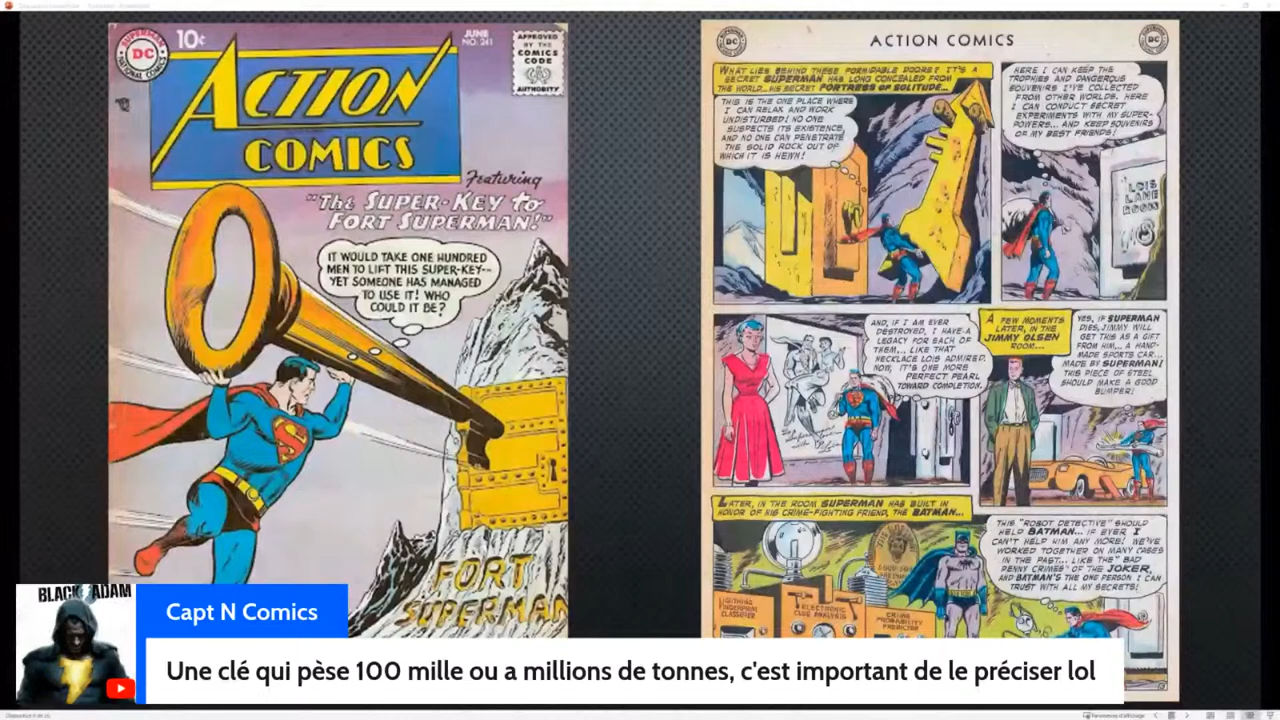 SUPERMAN
DC
NATIONAL COMICS
10¢
JUNE
NO. 241
APPROVED
BY THE
COMICS
CODE
AUTHORITY
ACTION
COMICS
Featuring
"The SUPER-KEY to
FORT SUPERMAN!"
IT WOULD TAKE ONE HUNDRED
MEN TO LIFT THIS SUPER-KEY--
YET SOMEONE HAS MANAGED
TO USE IT! WHO
COULD IT BE?
FORT
SUPERMAN
DC
ACTION COMICS
DC
WHAT LIES BEHIND THESE FORMIDABLE DOORS? IT'S A
SECRET SUPERMAN HAS LONG CONCEALED FROM
THE WORLD...HIS SECRET FORTRESS OF SOLITUDE...
THIS IS THE ONE PLACE WHERE
I CAN RELAX AND WORK
UNDISTURBED! NO ONE
SUSPECTS ITS EXISTENCE,
AND NO ONE CAN PENETRATE
THE SOLID ROCK OUT OF
WHICH IT IS HEWN!
HERE I CAN KEEP THE
TROPHIES AND DANGEROUS
SOUVENIRS I'VE COLLECTED
FROM OTHER WORLDS. HERE
I CAN CONDUCT SECRET
EXPERIMENTS WITH MY SUPER-
POWERS... AND KEEP SOUVENIRS
OF MY BEST FRIENDS!
LOIS
LANE
ROOM
AND, IF I AM EVER
DESTROYED, I HAVE A
LEGACY FOR EACH OF
THEM... LIKE THAT
NECKLACE LOIS ADMIRED.
NOW, IT'S ONE MORE
PERFECT PEARL
TOWARD COMPLETION.
A FEW MOMENTS
LATER, IN THE
JIMMY OLSEN
ROOM...
YES, IF SUPERMAN
DIES, JIMMY WILL
GET THIS AS A GIFT
FROM HIM... A HAND-
MADE SPORTS CAR...
MADE BY SUPERMAN!
THIS PIECE OF STEEL
SHOULD MAKE A GOOD
BUMPER!
LATER, IN THE ROOM SUPERMAN HAS BUILT IN
HONOR OF HIS CRIME-FIGHTING FRIEND, THE BATMAN...
THIS "ROBOT DETECTIVE" SHOULD
HELP BATMAN... IF EVER I
CAN'T HELP HIM ANY MORE! WE'VE
WORKED TOGETHER ON MANY CASES
IN THE PAST... LIKE THE "BAD
PENNY CRIMES" OF THE JOKER,
AND BATMAN'S THE ONE PERSON I CAN
TRUST WITH ALL MY SECRETS!
LIGHTNING
FINGERPRINT
CLASSIFIER
ELECTRONIC
CLUE ANALYSIS
CRIME
PROBABILITY
PREDICTOR
BLACK ADAM
Capt N Comics
Une clé qui pèse 100 mille ou a millions de tonnes, c'est important de le préciser lol